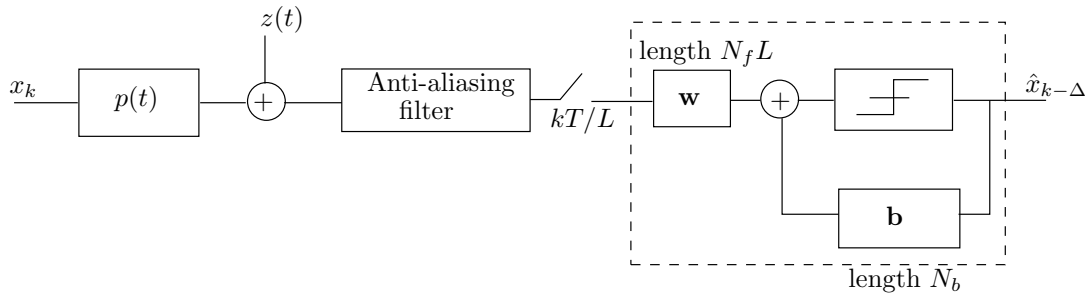 z(t)
length N_f L
x_k
p(t)
+
Anti-aliasing
filter
kT/L
w
+
x̂_{k−Δ}
b
length N_b